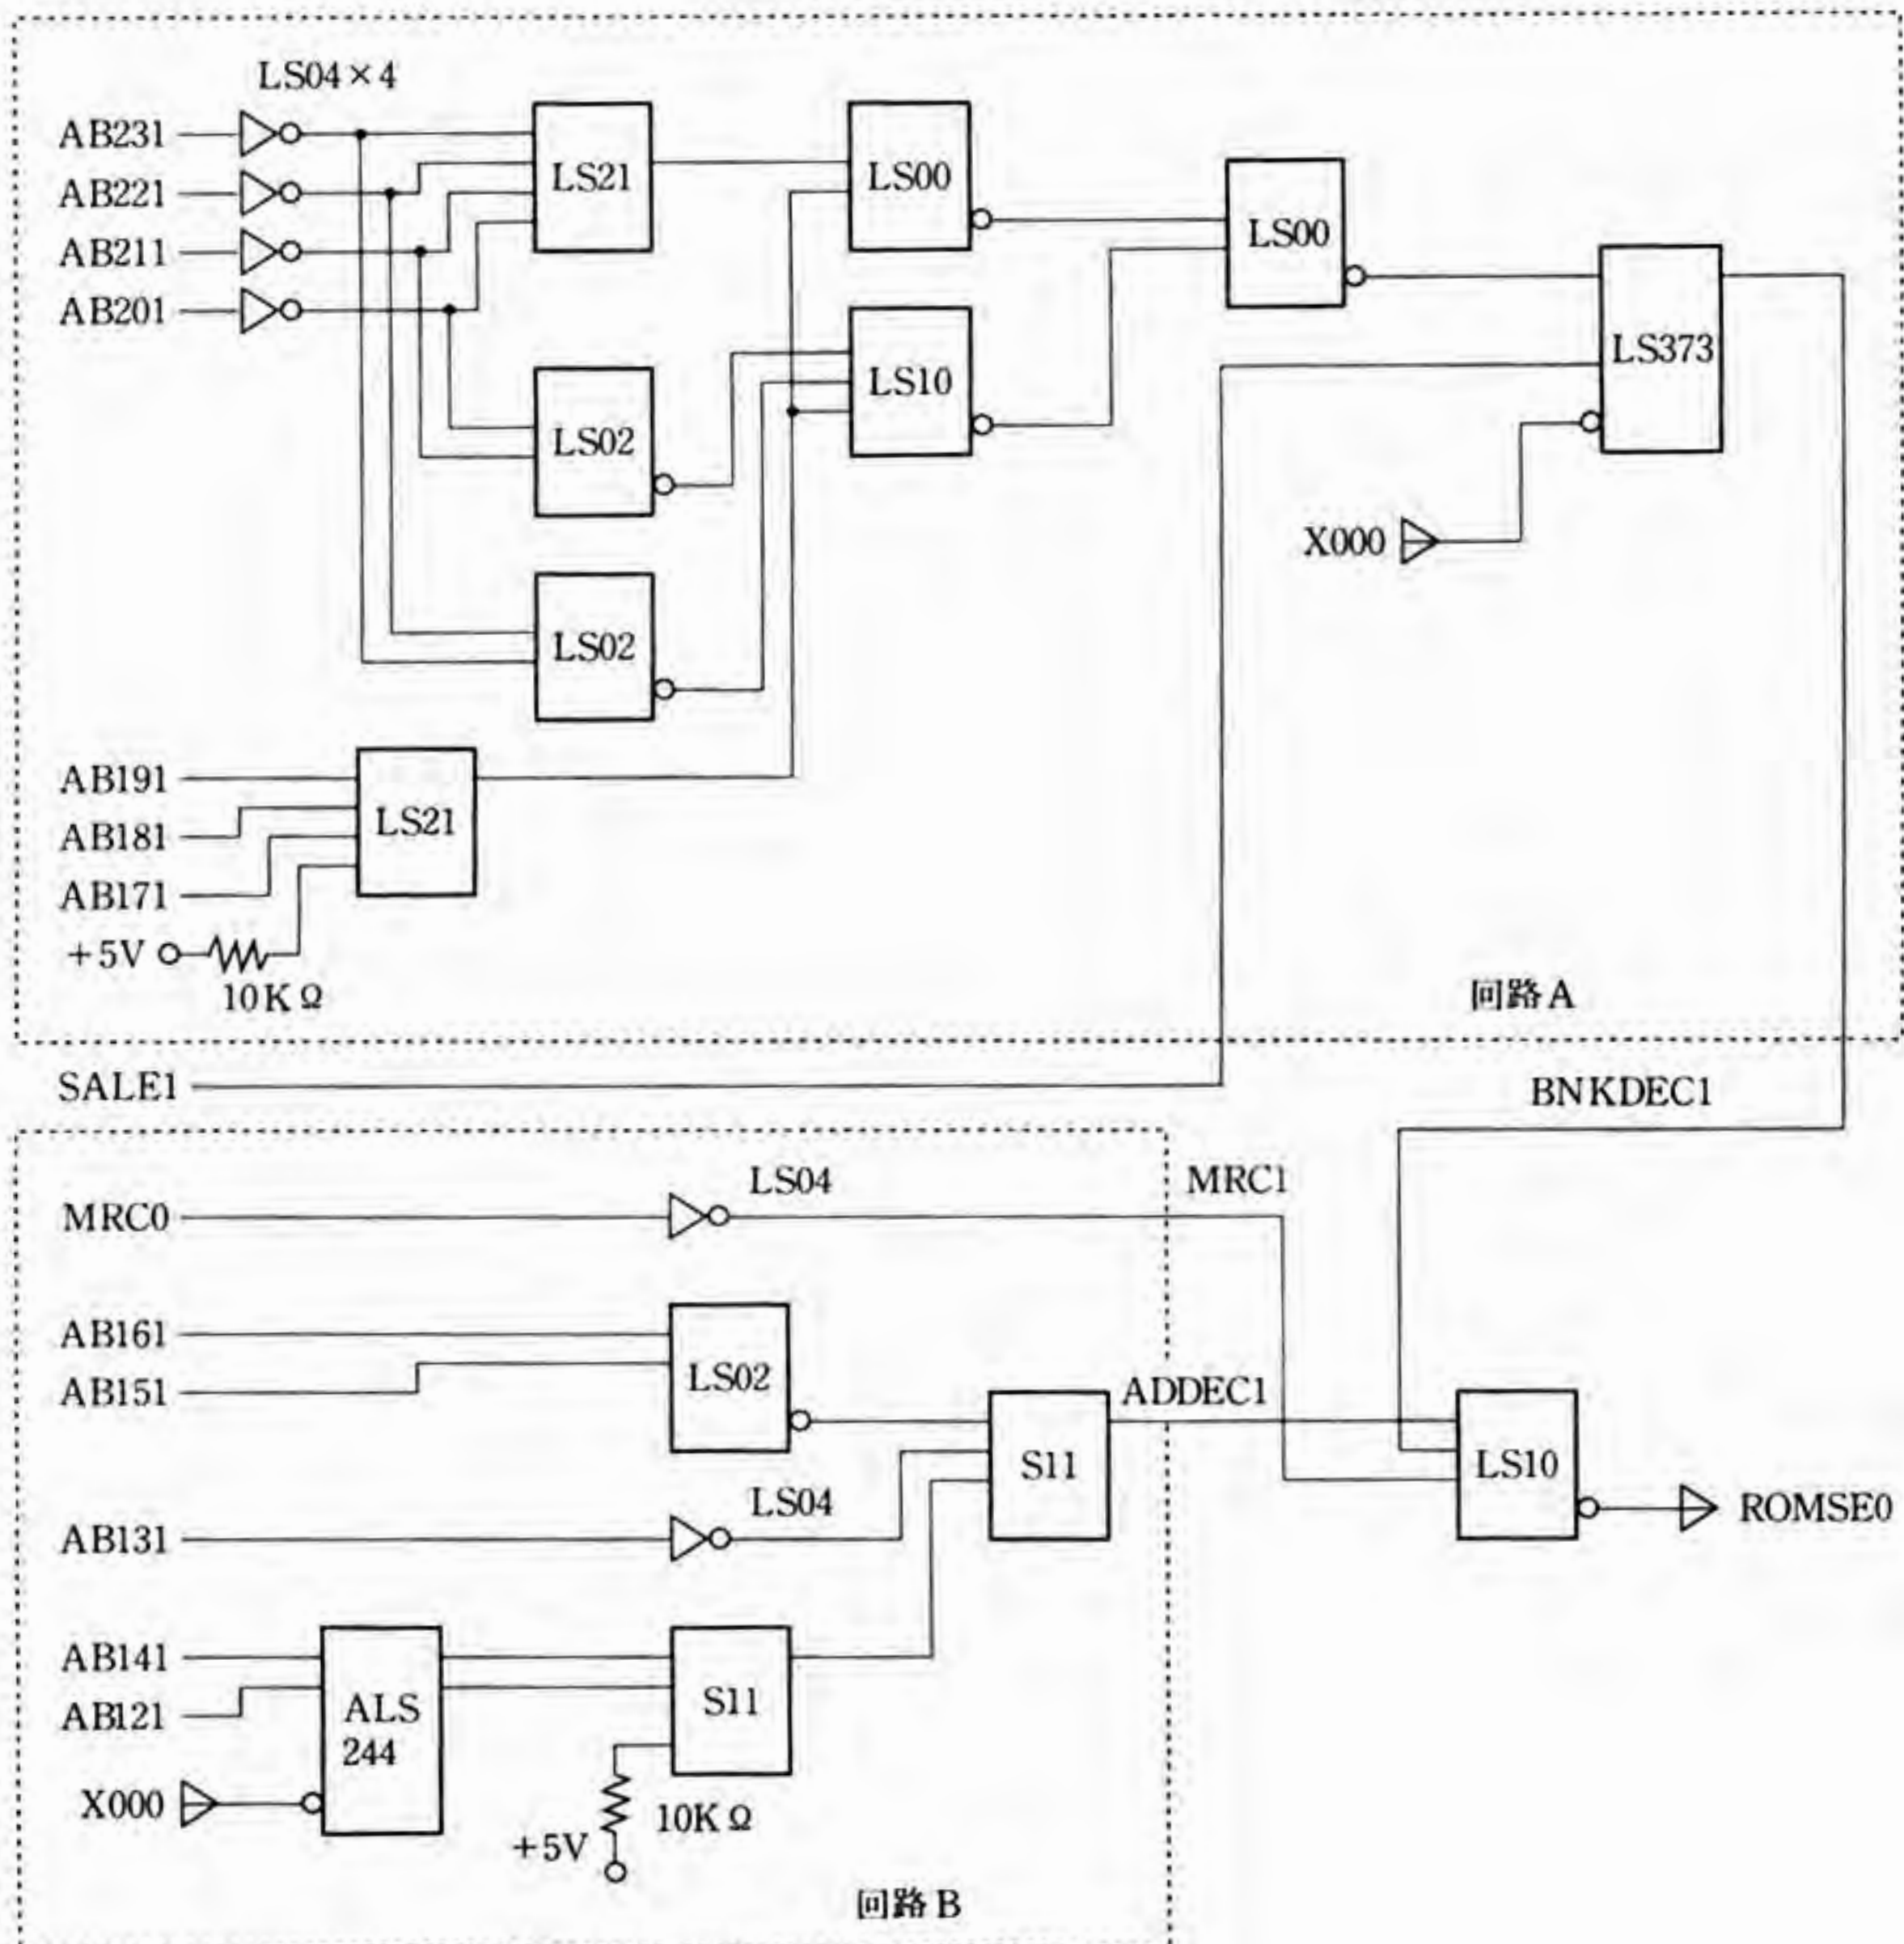 LS04×4
AB231
AB221
AB211
AB201
LS21
LS00
LS00
LS10
LS373
LS02
X000
LS02
AB191
AB181
AB171
+5V
LS21
10KΩ
回路A
SALE1
BNKDEC1
MRC0
LS04
MRC1
AB161
AB151
LS02
ADDEC1
S11
LS10
ROMSE0
AB131
LS04
AB141
AB121
ALS
244
S11
X000
10KΩ
+5V
回路B